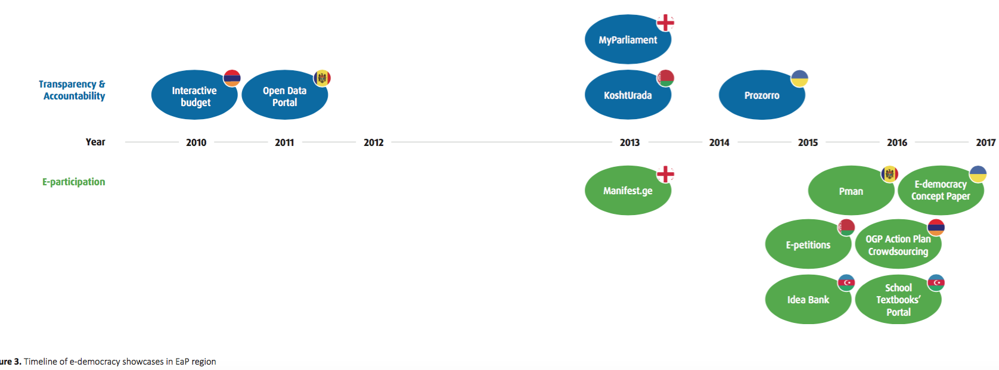 MyParliament
Transparency &
Accountability
Interactive
budget
Open Data
Portal
KoshtUrada
Prozorro
Year
2010
2011
2012
2013
2014
2015
2016
2017
E-participation
Manifest.ge
Pman
E-democracy
Concept Paper
E-petitions
OGP Action Plan
Crowdsourcing
Idea Bank
School
Textbooks’
Portal
ure 3. Timeline of e-democracy showcases in EaP region